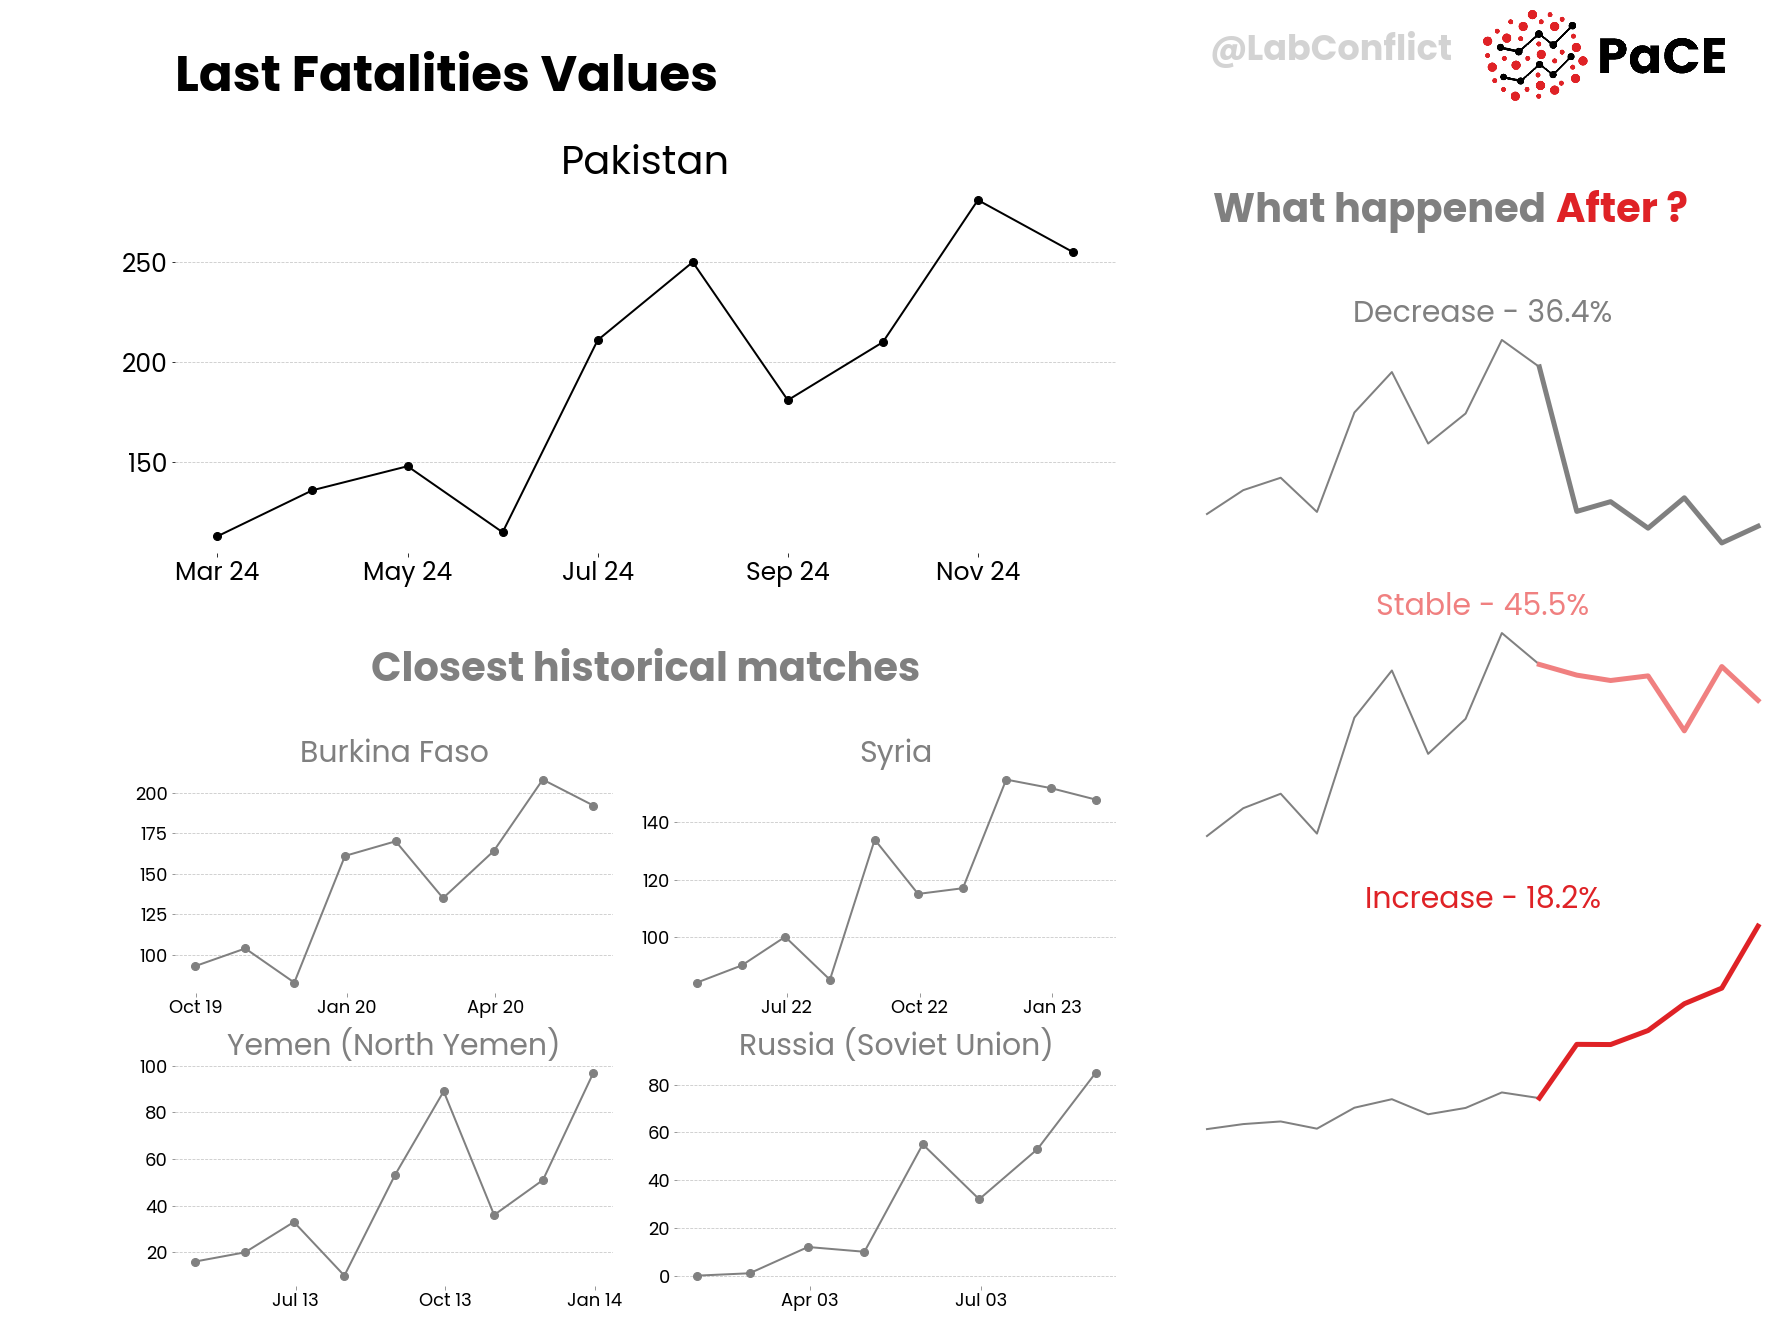 Last Fatalities Values
@LabConflict
PaCE
Pakistan
250
200
150
Mar 24 May 24 Jul 24 Sep 24 Nov 24
What happened After ?
Decrease - 36.4%
Stable - 45.5%
Increase - 18.2%
Closest historical matches
Burkina Faso
200
175
150
125
100
Oct 19 Jan 20 Apr 20
Syria
140
120
100
Jul 22 Oct 22 Jan 23
Yemen (North Yemen)
100
80
60
40
20
Jul 13 Oct 13 Jan 14
Russia (Soviet Union)
80
60
40
20
0
Apr 03 Jul 03